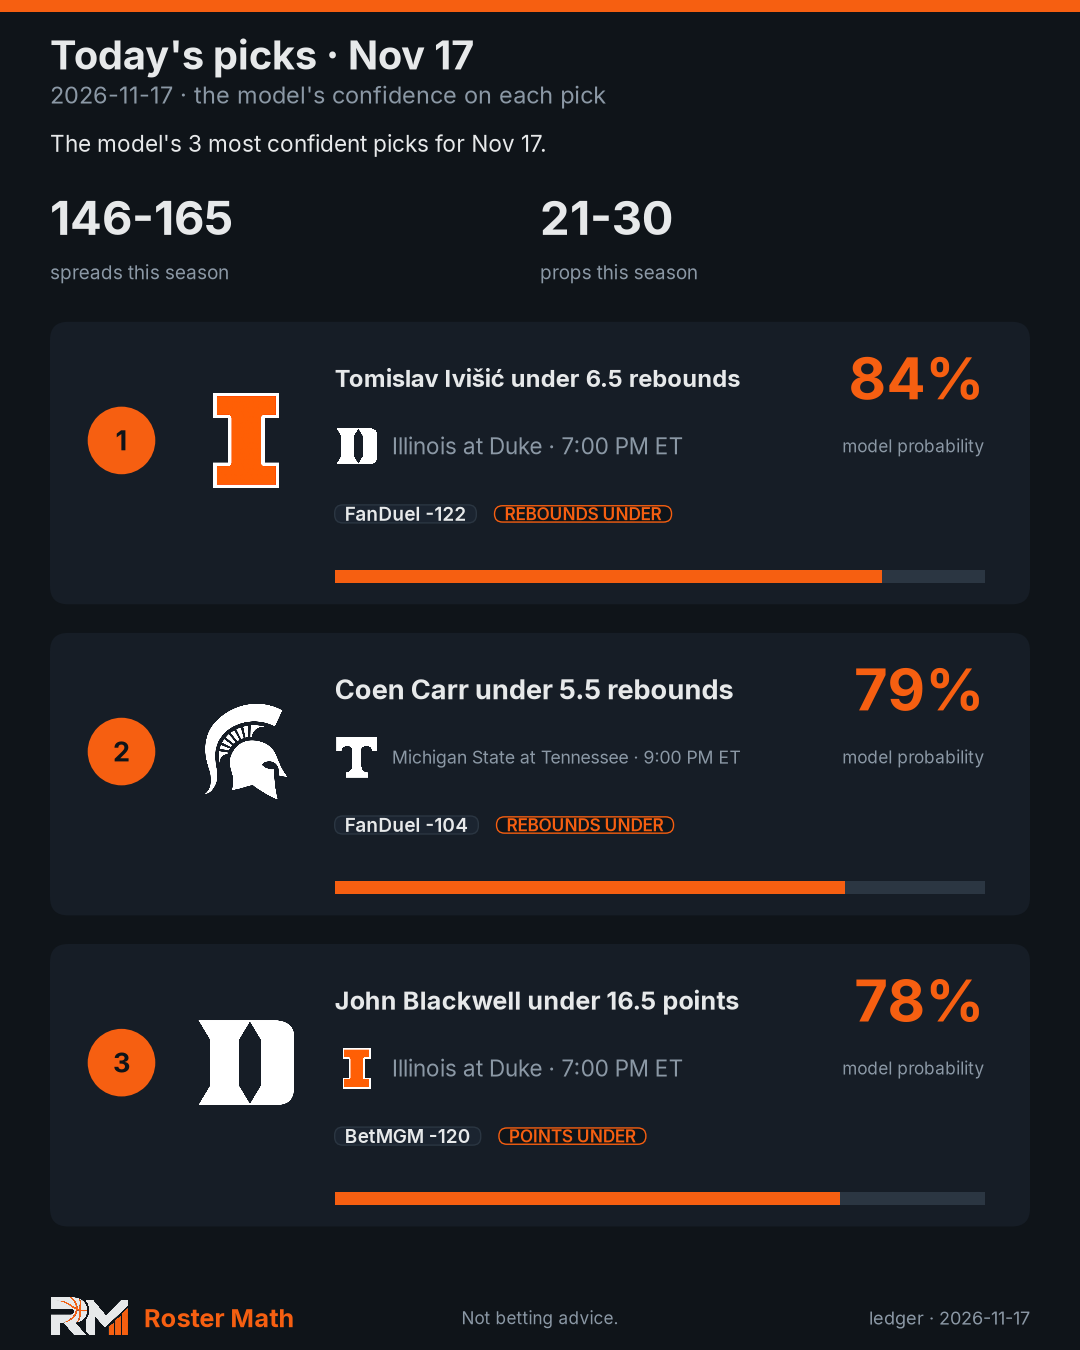 Today's picks · Nov 17
2026-11-17 · the model's confidence on each pick
The model's 3 most confident picks for Nov 17.
146-165
spreads this season
21-30
props this season
1
I
Tomislav Ivišić under 6.5 rebounds
84%
D
Illinois at Duke · 7:00 PM ET
model probability
FanDuel -122
REBOUNDS UNDER
2
Coen Carr under 5.5 rebounds
79%
T
Michigan State at Tennessee · 9:00 PM ET
model probability
FanDuel -104
REBOUNDS UNDER
3
D
John Blackwell under 16.5 points
78%
I
Illinois at Duke · 7:00 PM ET
model probability
BetMGM -120
POINTS UNDER
RM
Roster Math
Not betting advice.
ledger · 2026-11-17